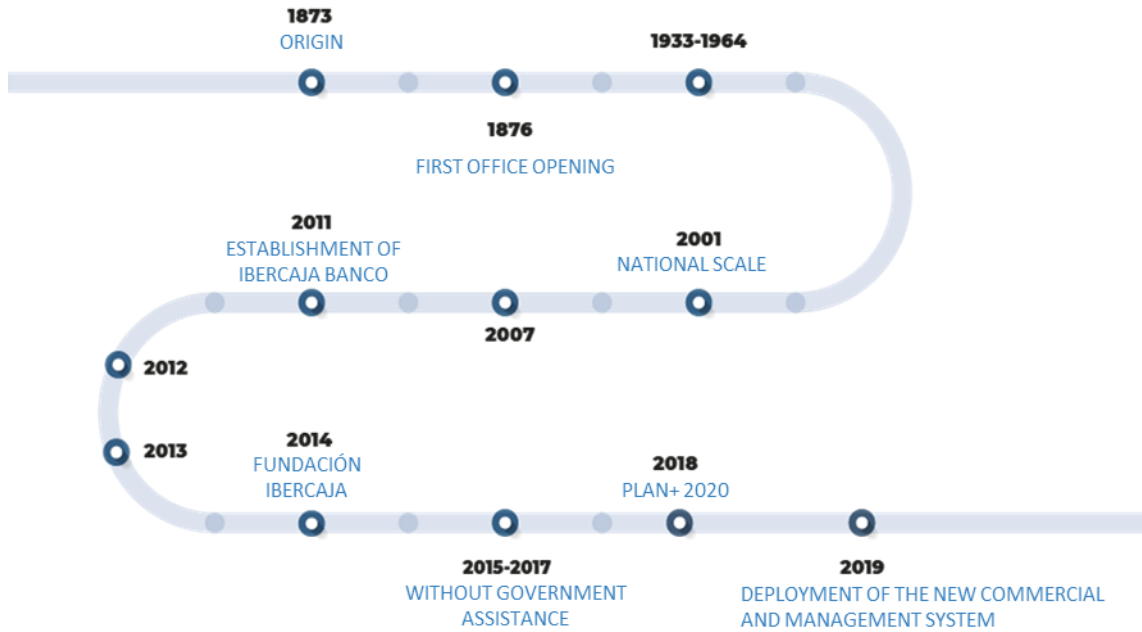 1873
ORIGIN
1876
FIRST OFFICE OPENING
1933-1964
2001
NATIONAL SCALE
2007
2011
ESTABLISHMENT OF
IBERCAJA BANCO
2012
2013
2014
FUNDACIÓN
IBERCAJA
2015-2017
WITHOUT GOVERNMENT
ASSISTANCE
2018
PLAN+ 2020
2019
DEPLOYMENT OF THE NEW COMMERCIAL
AND MANAGEMENT SYSTEM